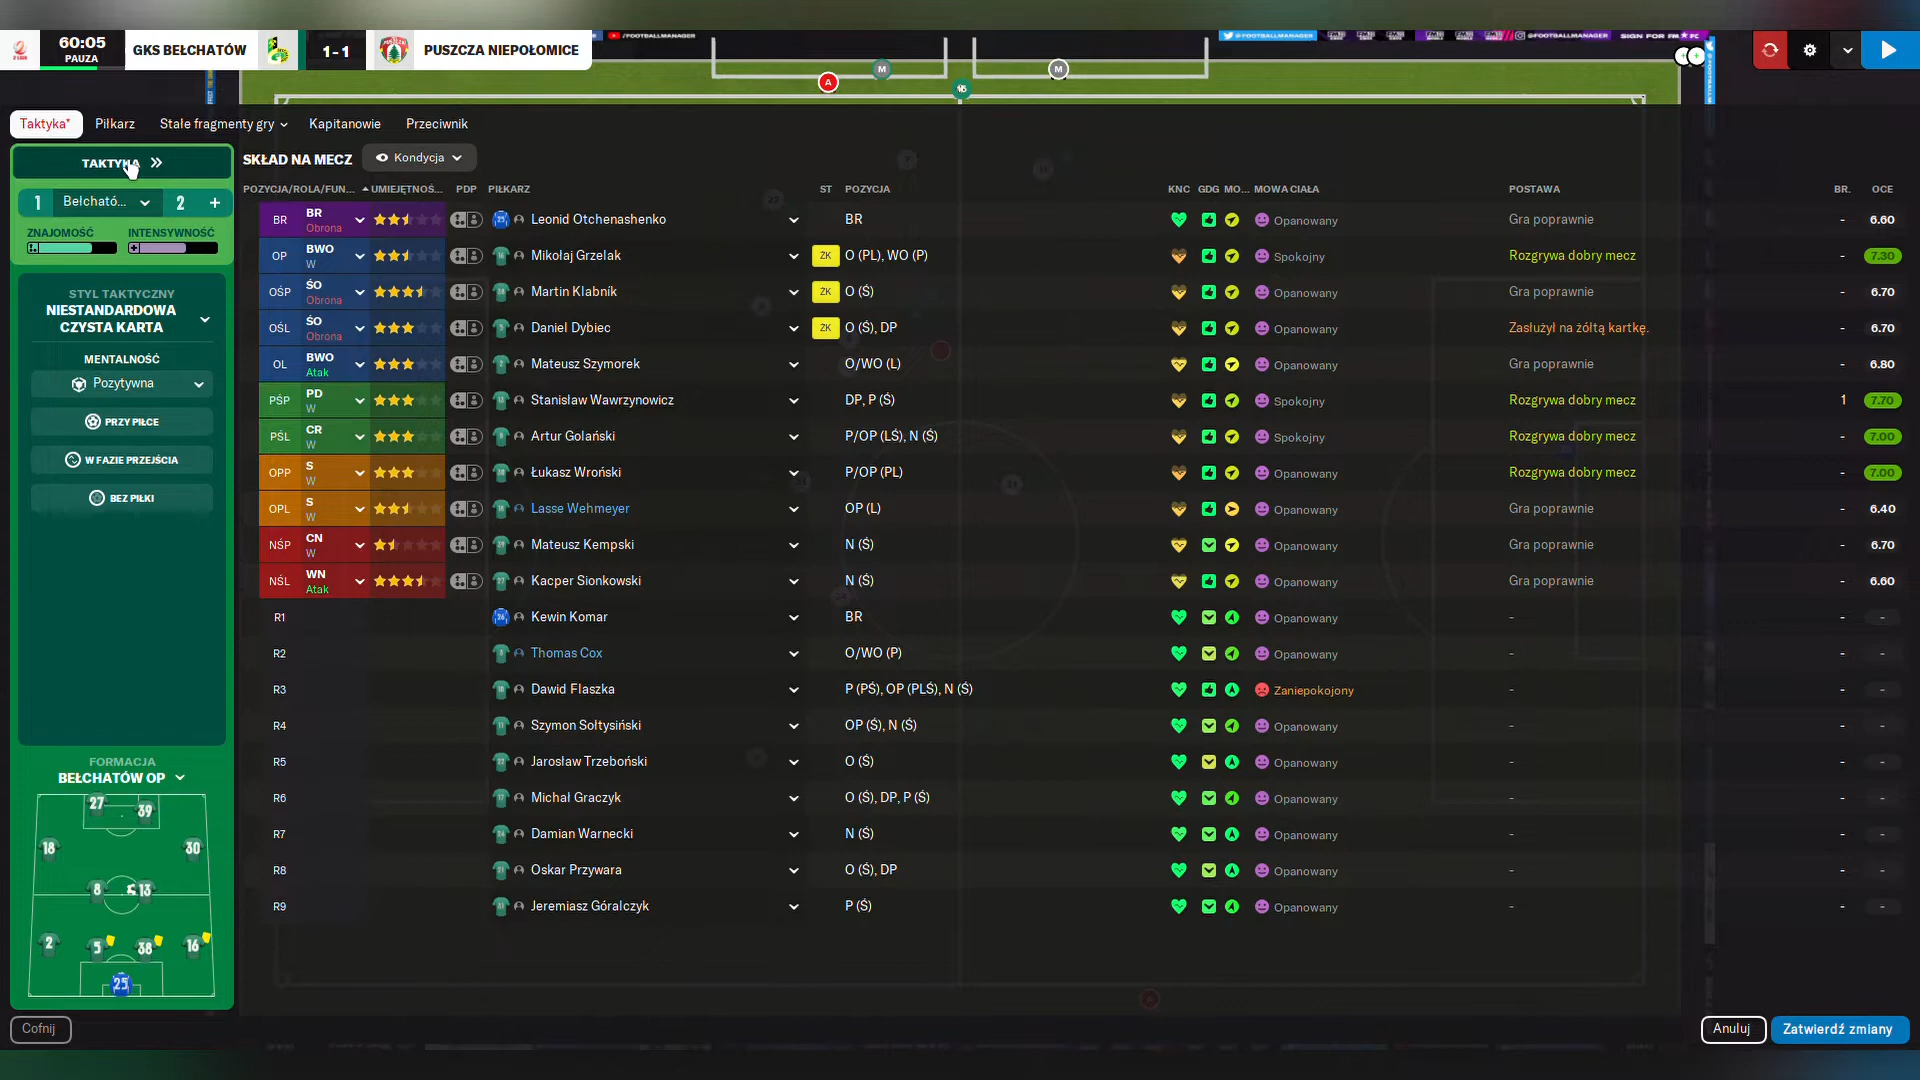 60:05
PAUZA
GKS BEŁCHATÓW
1 - 1
PUSZCZA NIEPOŁOMICE
/FOOTBALLMANAGER
/FOOTBALLMANAGER
@FOOTBALLMANAGER
SIGN FOR FM FC
A
M
M
Taktyka*
Piłkarz
Stałe fragmenty gry
Kapitanowie
Przeciwnik
TAKTYKA
1
Bełcható...
2
+
ZNAJOMOŚĆ
INTENSYWNOŚĆ
STYL TAKTYCZNY
NIESTANDARDOWA
CZYSTA KARTA
MENTALNOŚĆ
Pozytywna
PRZY PIŁCE
W FAZIE PRZEJŚCIA
BEZ PIŁKI
FORMACJA
BEŁCHATÓW OP
27
39
18
30
8
13
2
5
38
16
25
SKŁAD NA MECZ
Kondycja
POZYCJA/ROLA/FUN... UMIEJĘTNOŚ... PDP PIŁKARZ ST POZYCJA KNC GDG MO... MOWA CIAŁA POSTAWA BR. OCE
BR BR Obrona Leonid Otchenashenko BR Opanowany Gra poprawnie - 6.60
OP BWO W Mikołaj Grzelak ŻK O (PL), WO (P) Spokojny Rozgrywa dobry mecz - 7.30
OŚP ŚO Obrona Martin Klabník ŻK O (Ś) Opanowany Gra poprawnie - 6.70
OŚL ŚO Obrona Daniel Dybiec ŻK O (Ś), DP Opanowany Zasłużył na żółtą kartkę. - 6.70
OL BWO Atak Mateusz Szymorek O/WO (L) Opanowany Gra poprawnie - 6.80
PŚP PD W Stanisław Wawrzynowicz DP, P (Ś) Spokojny Rozgrywa dobry mecz 1 7.70
PŚL CR W Artur Golański P/OP (LŚ), N (Ś) Spokojny Rozgrywa dobry mecz - 7.00
OPP S W Łukasz Wroński P/OP (PL) Opanowany Rozgrywa dobry mecz - 7.00
OPL S W Lasse Wehmeyer OP (L) Opanowany Gra poprawnie - 6.40
NŚP CN W Mateusz Kempski N (Ś) Opanowany Gra poprawnie - 6.70
NŚL WN Atak Kacper Sionkowski N (Ś) Opanowany Gra poprawnie - 6.60
R1 Kewin Komar BR Opanowany - - -
R2 Thomas Cox O/WO (P) Opanowany - - -
R3 Dawid Flaszka P (PŚ), OP (PLŚ), N (Ś) Zaniepokojony - - -
R4 Szymon Sołtysiński OP (Ś), N (Ś) Opanowany - - -
R5 Jarosław Trzeboński O (Ś) Opanowany - - -
R6 Michał Graczyk O (Ś), DP, P (Ś) Opanowany - - -
R7 Damian Warnecki N (Ś) Opanowany - - -
R8 Oskar Przywara O (Ś), DP Opanowany - - -
R9 Jeremiasz Góralczyk P (Ś) Opanowany - - -
Cofnij
Anuluj
Zatwierdź zmiany